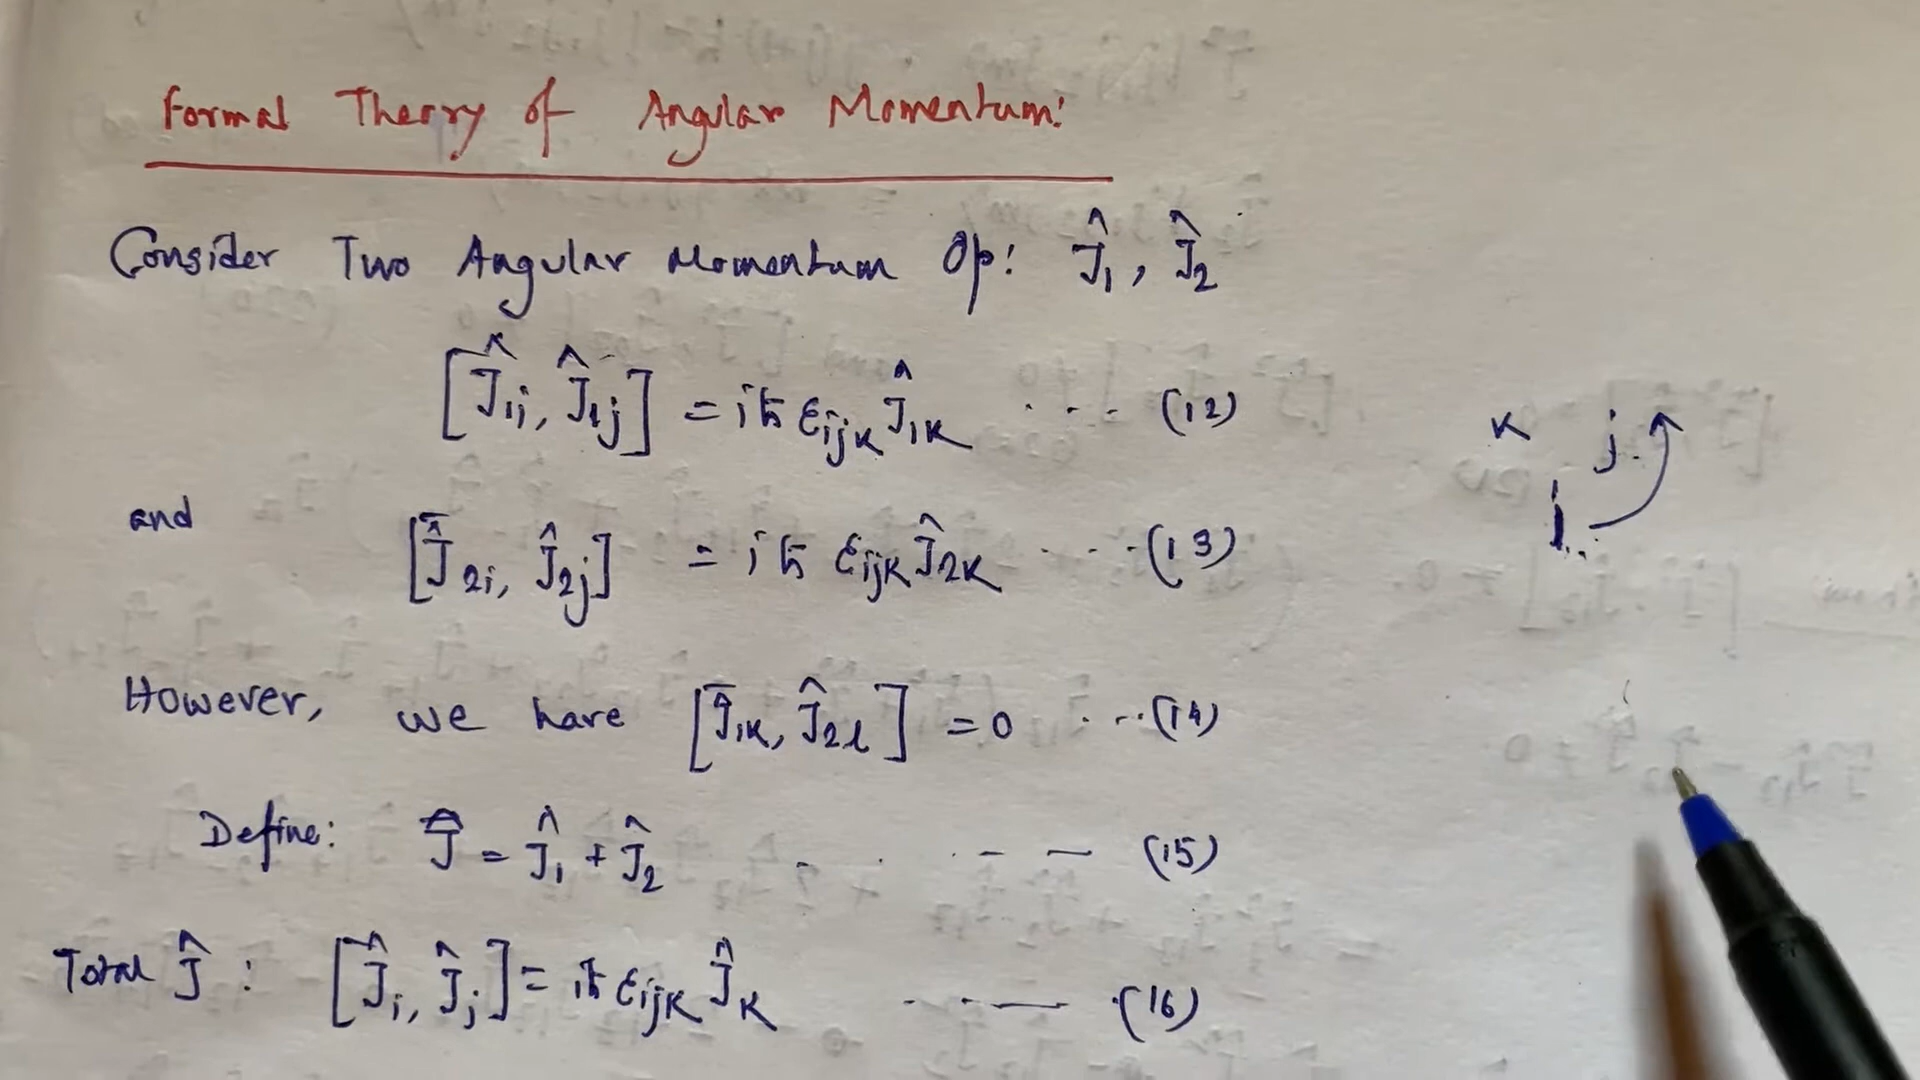 Formal Theory of Angular Momentum:
Consider Two Angular Momentum Op: Ĵ₁, Ĵ₂
[Ĵ₁ᵢ, Ĵ₁ⱼ] = iħ εᵢⱼₖ Ĵ₁ₖ ... (12)
k j
i
and [Ĵ₂ᵢ, Ĵ₂ⱼ] = iħ εᵢⱼₖ Ĵ₂ₖ ... (13)
However, we have [Ĵ₁ₖ, Ĵ₂ₗ] = 0 ... (14)
Define: Ĵ = Ĵ₁ + Ĵ₂ ... (15)
Total Ĵ : [Ĵᵢ, Ĵⱼ] = iħ εᵢⱼₖ Ĵₖ ... (16)